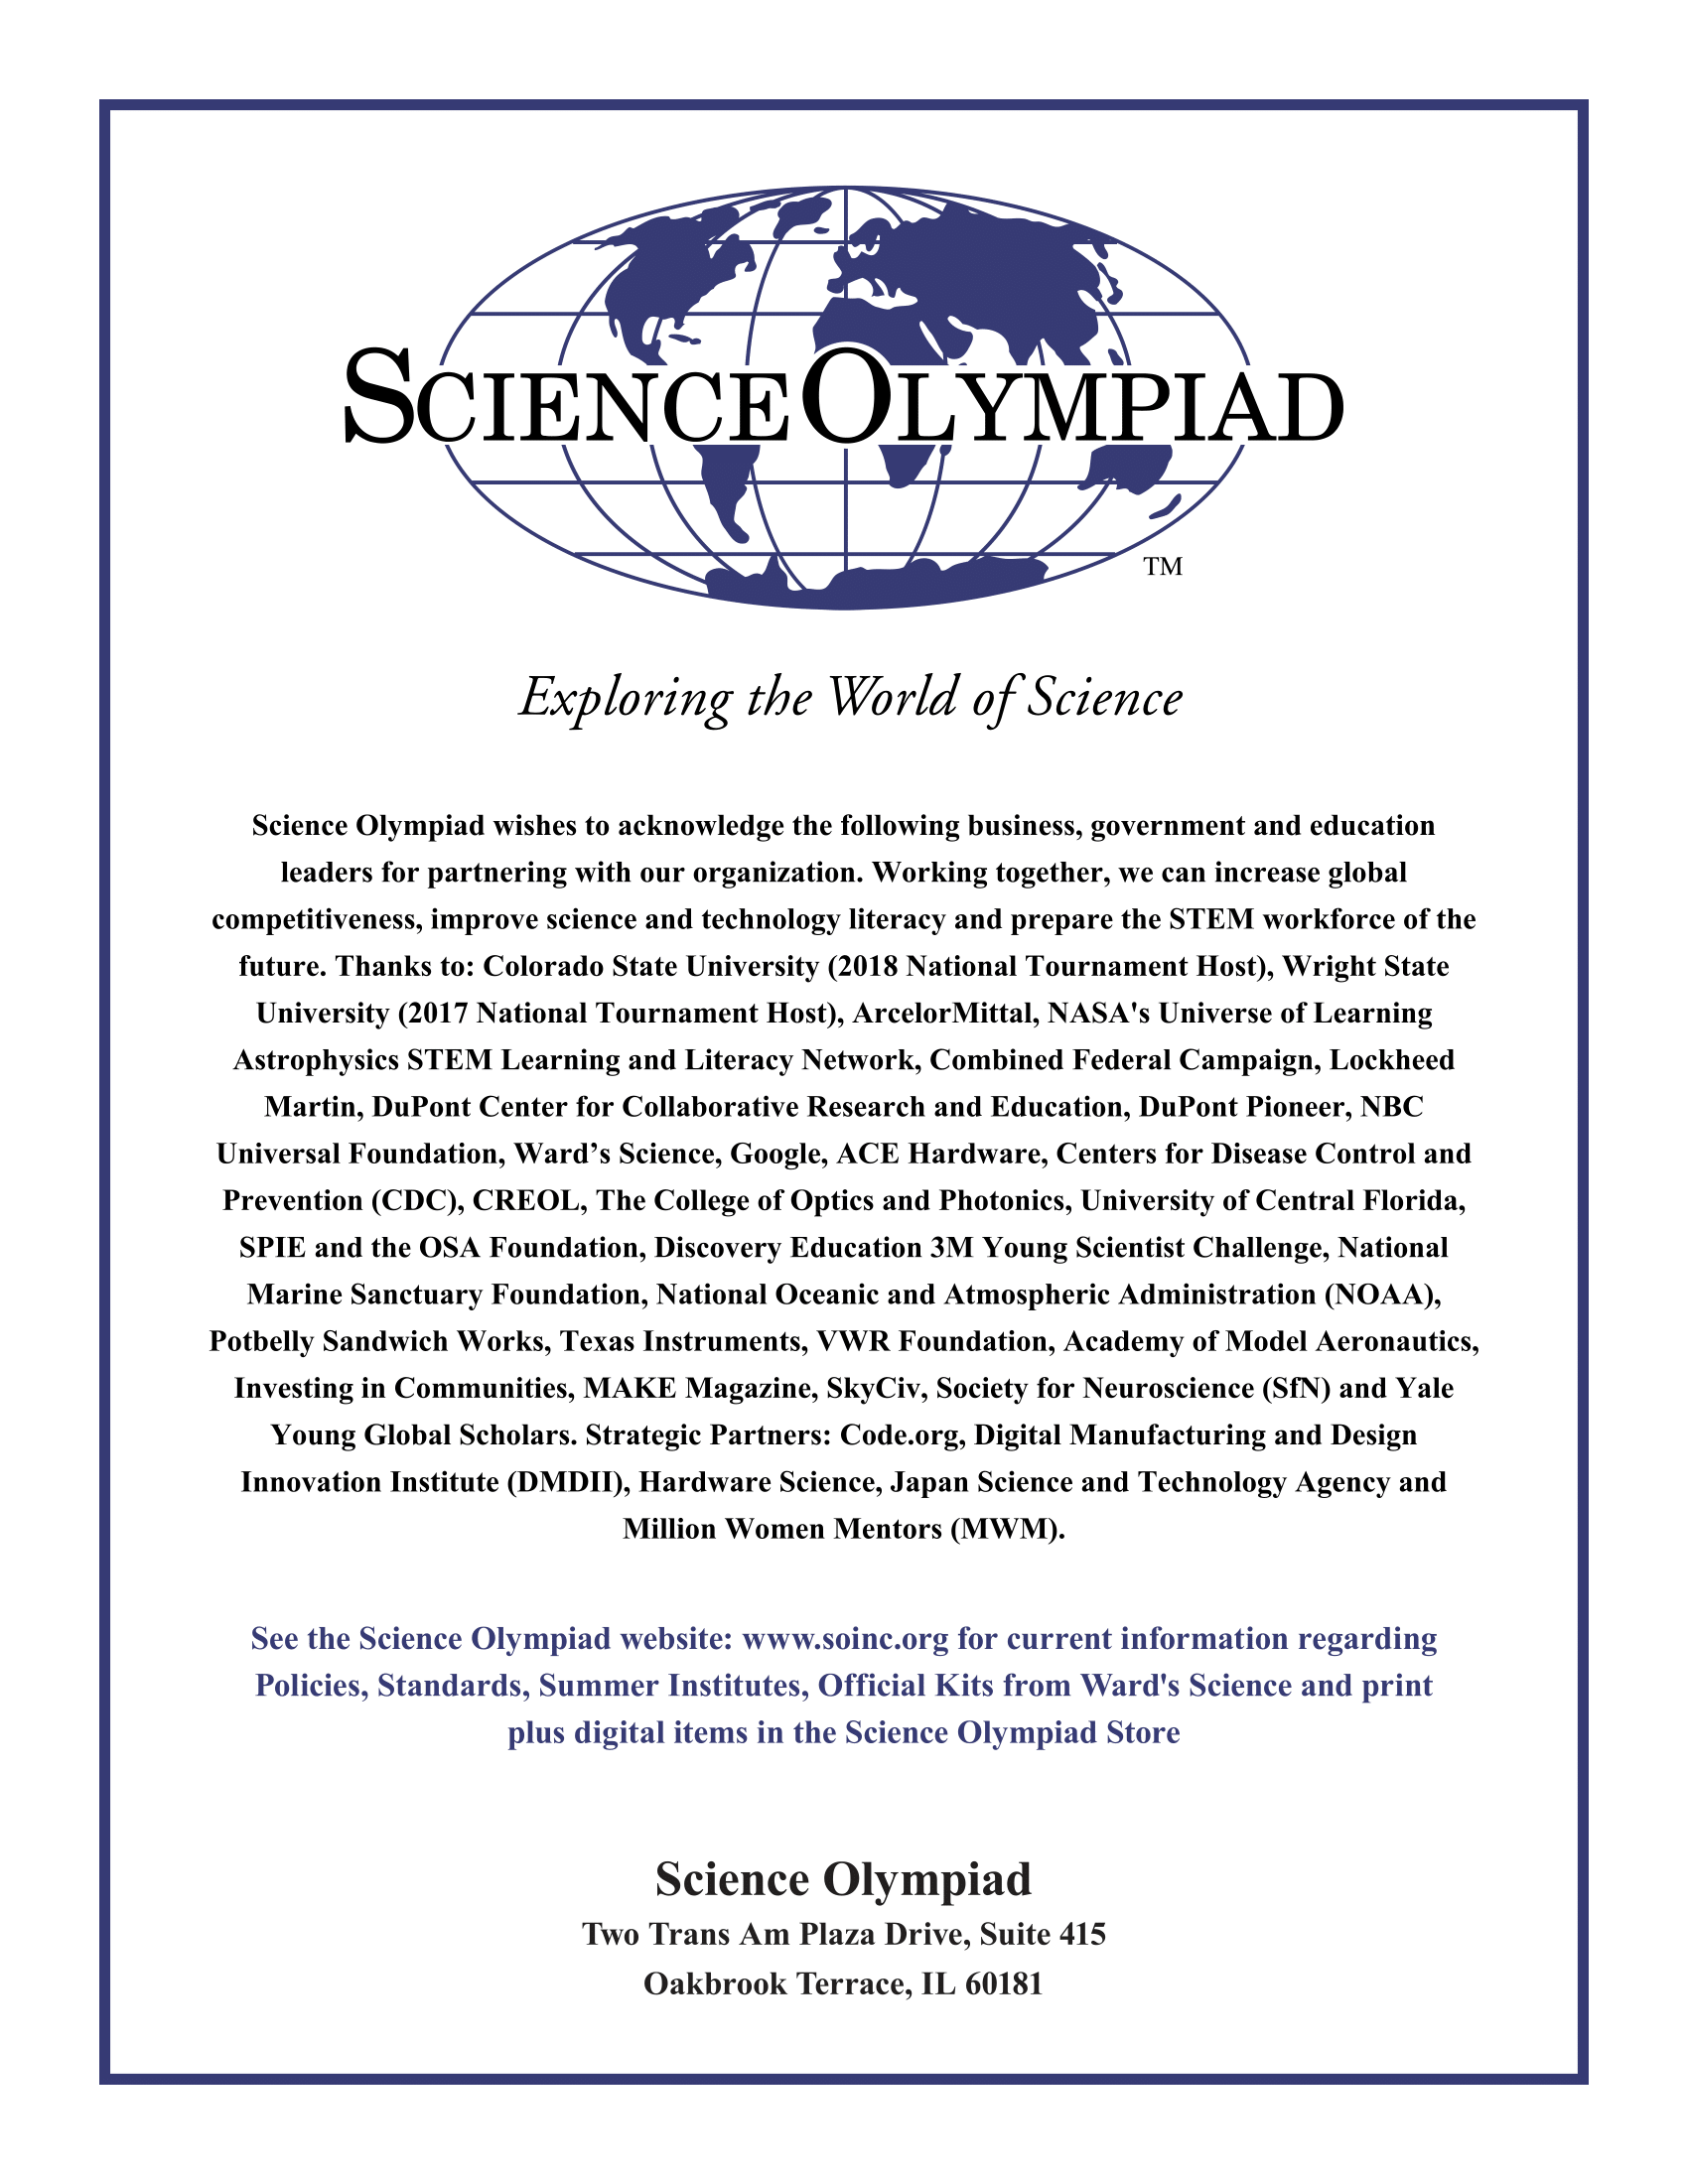 SCIENCE OLYMPIAD
TM
Exploring the World of Science
Science Olympiad wishes to acknowledge the following business, government and education
leaders for partnering with our organization. Working together, we can increase global
competitiveness, improve science and technology literacy and prepare the STEM workforce of the
future. Thanks to: Colorado State University (2018 National Tournament Host), Wright State
University (2017 National Tournament Host), ArcelorMittal, NASA's Universe of Learning
Astrophysics STEM Learning and Literacy Network, Combined Federal Campaign, Lockheed
Martin, DuPont Center for Collaborative Research and Education, DuPont Pioneer, NBC
Universal Foundation, Ward’s Science, Google, ACE Hardware, Centers for Disease Control and
Prevention (CDC), CREOL, The College of Optics and Photonics, University of Central Florida,
SPIE and the OSA Foundation, Discovery Education 3M Young Scientist Challenge, National
Marine Sanctuary Foundation, National Oceanic and Atmospheric Administration (NOAA),
Potbelly Sandwich Works, Texas Instruments, VWR Foundation, Academy of Model Aeronautics,
Investing in Communities, MAKE Magazine, SkyCiv, Society for Neuroscience (SfN) and Yale
Young Global Scholars. Strategic Partners: Code.org, Digital Manufacturing and Design
Innovation Institute (DMDII), Hardware Science, Japan Science and Technology Agency and
Million Women Mentors (MWM).
See the Science Olympiad website: www.soinc.org for current information regarding
Policies, Standards, Summer Institutes, Official Kits from Ward's Science and print
plus digital items in the Science Olympiad Store
Science Olympiad
Two Trans Am Plaza Drive, Suite 415
Oakbrook Terrace, IL 60181